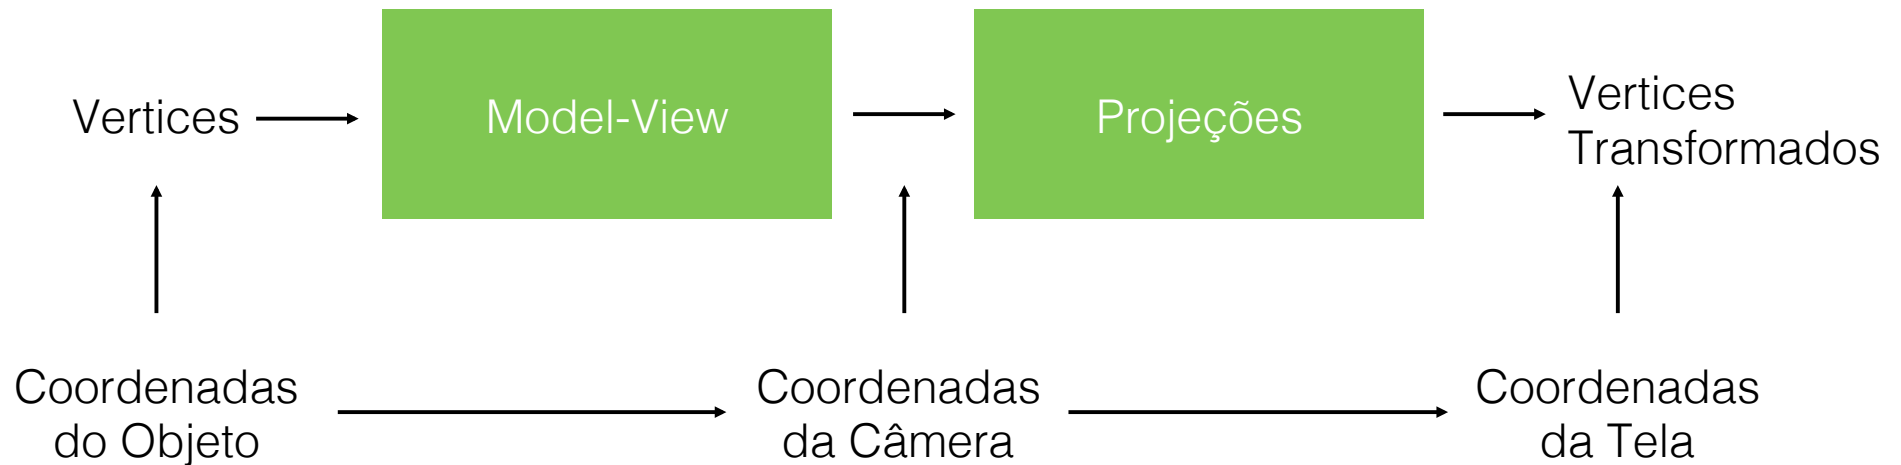 Vertices
Model-View
Projeções
Vertices
Transformados
Coordenadas
do Objeto
Coordenadas
da Câmera
Coordenadas
da Tela